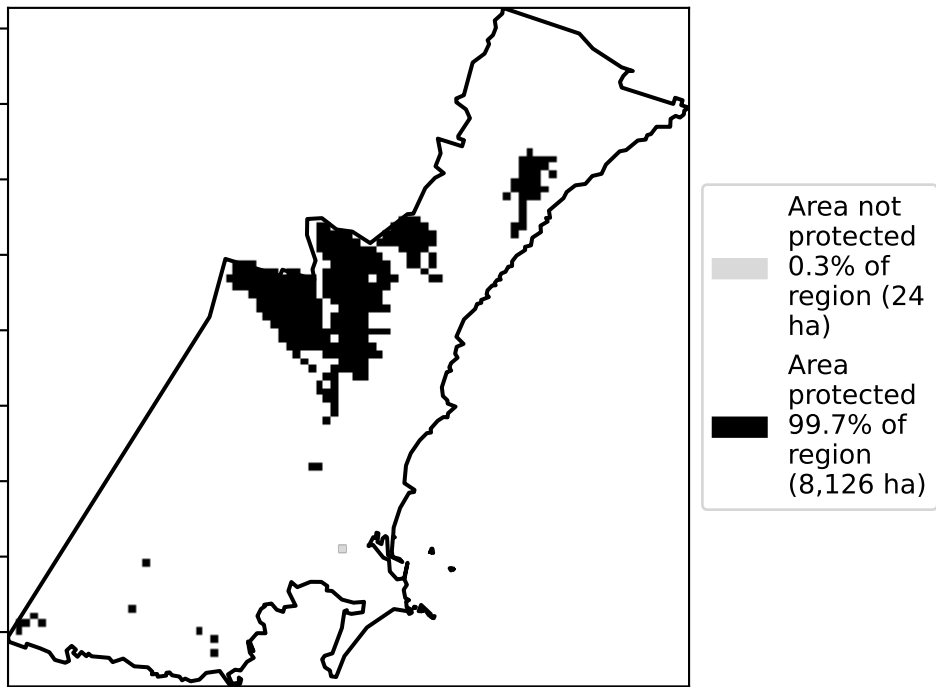 Area not
protected
0.3% of
region (24
ha)
Area
protected
99.7% of
region
(8,126 ha)